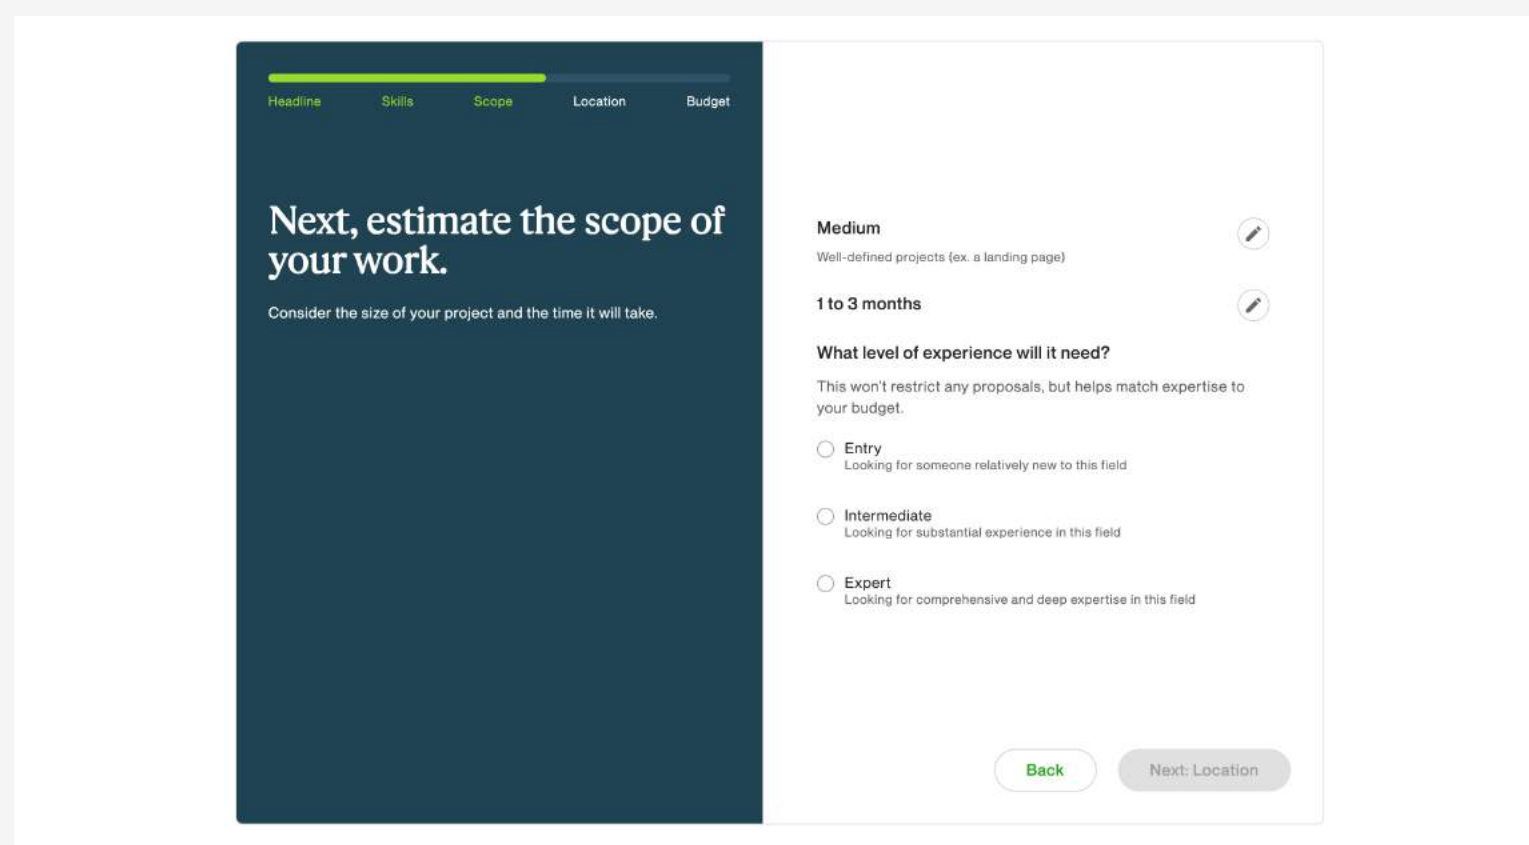 Headline Skills Scope Location Budget
Next, estimate the scope of
your work.
Consider the size of your project and the time it will take.
Medium
Well-defined projects (ex. a landing page)
1 to 3 months
What level of experience will it need?
This won't restrict any proposals, but helps match expertise to
your budget.
Entry
Looking for someone relatively new to this field
Intermediate
Looking for substantial experience in this field
Expert
Looking for comprehensive and deep expertise in this field
Back Next: Location